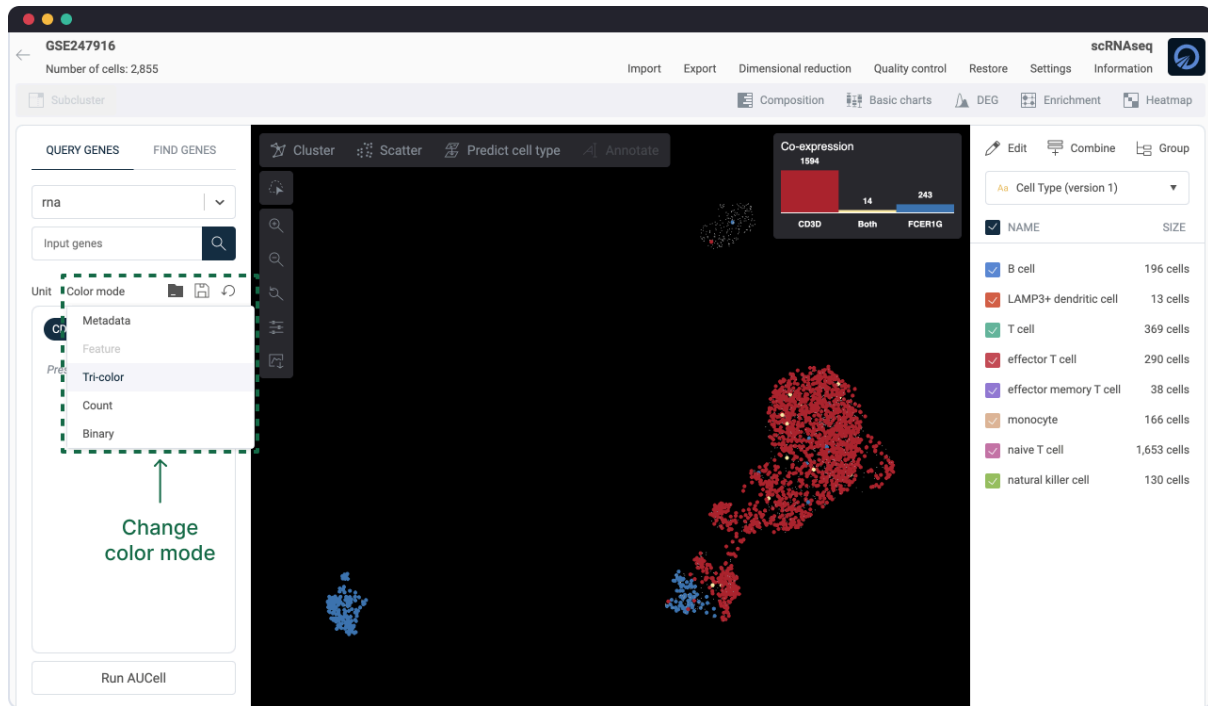 GSE247916
Number of cells: 2,855
scRNAseq
Import Export Dimensional reduction Quality control Restore Settings Information
Subcluster
Composition Basic charts DEG Enrichment Heatmap
QUERY GENES FIND GENES
rna
Input genes
Unit Color mode
CD
Pres
Metadata
Feature
Tri-color
Count
Binary
Change
color mode
Run AUCell
Cluster Scatter Predict cell type Annotate
Co-expression
1594 14 243
CD3D Both FCER1G
Edit Combine Group
Aa Cell Type (version 1)
NAME SIZE
B cell 196 cells
LAMP3+ dendritic cell 13 cells
T cell 369 cells
effector T cell 290 cells
effector memory T cell 38 cells
monocyte 166 cells
naive T cell 1,653 cells
natural killer cell 130 cells